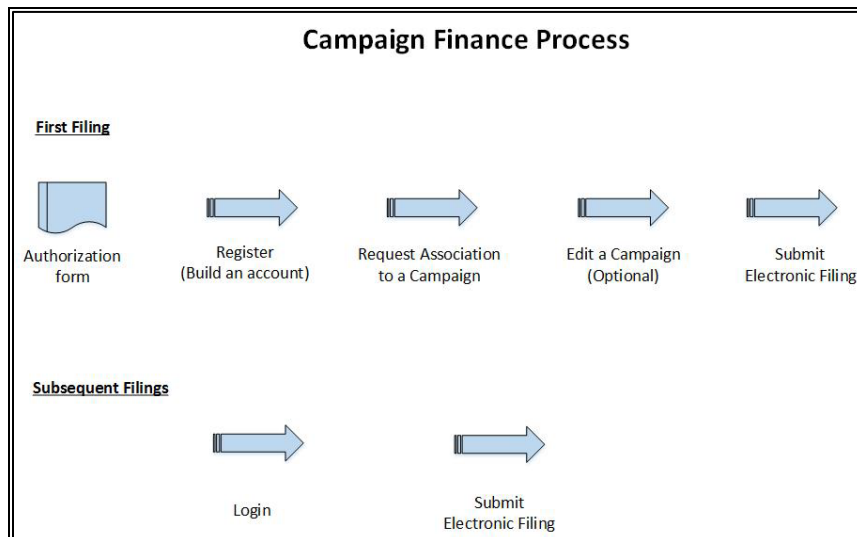 Campaign Finance Process
First Filing
Authorization
form
Register
(Build an account)
Request Association
to a Campaign
Edit a Campaign
(Optional)
Submit
Electronic Filing
Subsequent Filings
Login
Submit
Electronic Filing